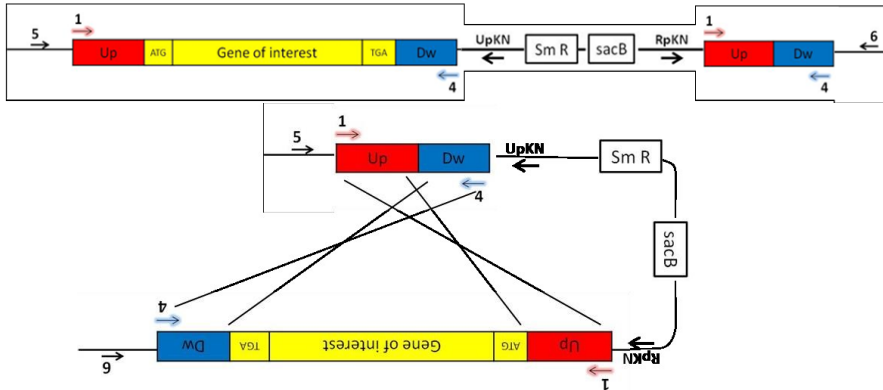 1
1
5
UpKN
RpKN
6
Up
ATG
Gene of interest
TGA
Dw
Sm R
sacB
Up
Dw
4
4
1
5
UpKN
Up
Dw
Sm R
4
sacB
4
Dw
TGA
Gene of interest
ATG
Up
RpKN
6
1